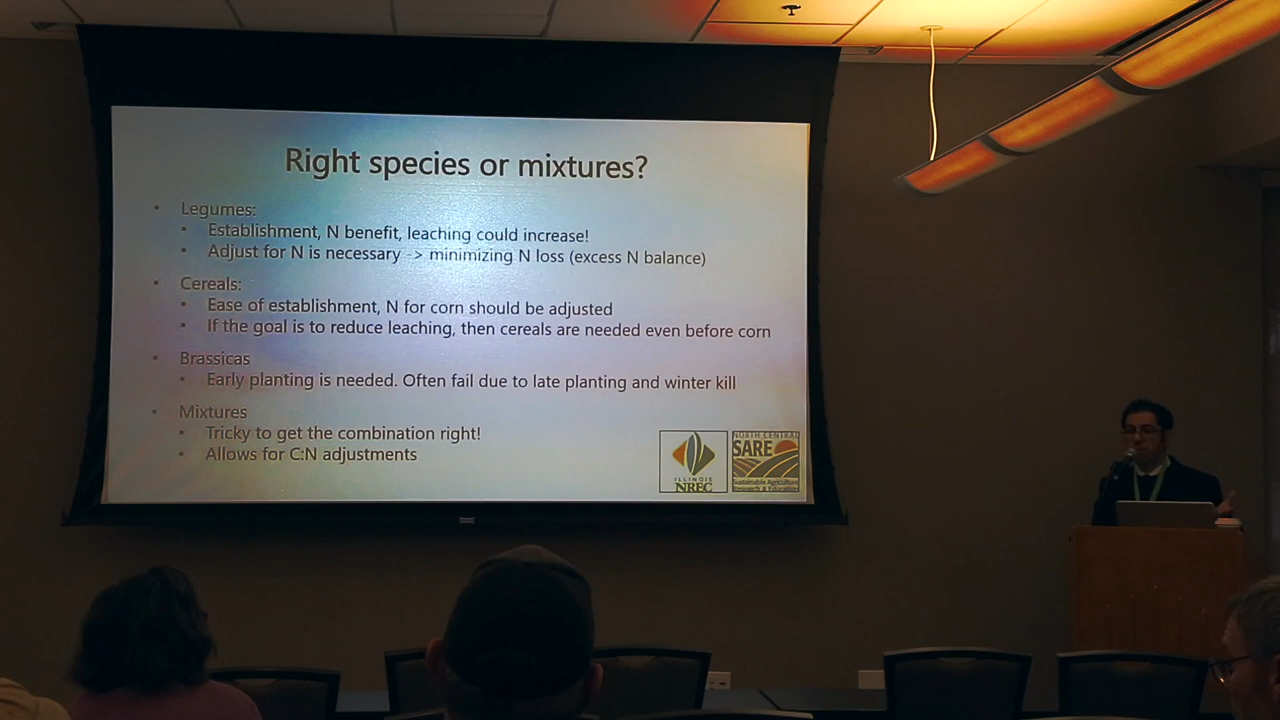 Right species or mixtures?
• Legumes:
• Establishment, N benefit, leaching could increase!
• Adjust for N is necessary -> minimizing N loss (excess N balance)
• Cereals:
• Ease of establishment, N for corn should be adjusted
• If the goal is to reduce leaching, then cereals are needed even before corn
• Brassicas
• Early planting is needed. Often fail due to late planting and winter kill
• Mixtures
• Tricky to get the combination right!
• Allows for C:N adjustments
ILLINOIS
NREC
NORTH CENTRAL
SARE
Sustainable Agriculture
Research & Education